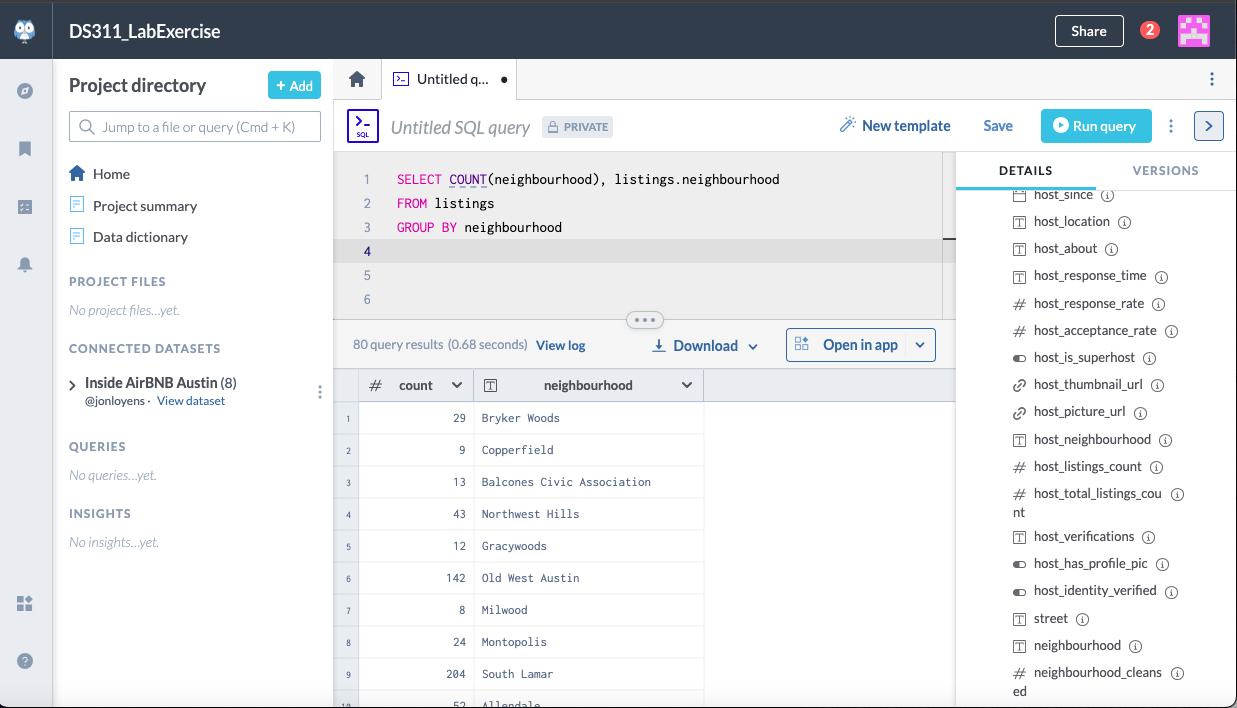 DS311_LabExercise
Share
2
Project directory
+ Add
Jump to a file or query (Cmd + K)
Home
Project summary
Data dictionary
PROJECT FILES
No project files...yet.
CONNECTED DATASETS
Inside AirBNB Austin (8)
@jonloyens · View dataset
QUERIES
No queries...yet.
INSIGHTS
No insights...yet.
Untitled q...
SQL
Untitled SQL query
PRIVATE
New template
Save
Run query
1 SELECT COUNT(neighbourhood), listings.neighbourhood
2 FROM listings
3 GROUP BY neighbourhood
4
5
6
80 query results (0.68 seconds) View log
Download
Open in app
# count T neighbourhood
1 29 Bryker Woods
2 9 Copperfield
3 13 Balcones Civic Association
4 43 Northwest Hills
5 12 Gracywoods
6 142 Old West Austin
7 8 Milwood
8 24 Montopolis
9 204 South Lamar
10 52 Allendale
DETAILS
VERSIONS
host_since
T host_location
T host_about
T host_response_time
# host_response_rate
# host_acceptance_rate
host_is_superhost
host_thumbnail_url
host_picture_url
T host_neighbourhood
# host_listings_count
# host_total_listings_cou
nt
T host_verifications
host_has_profile_pic
host_identity_verified
T street
T neighbourhood
# neighbourhood_cleans
ed
?